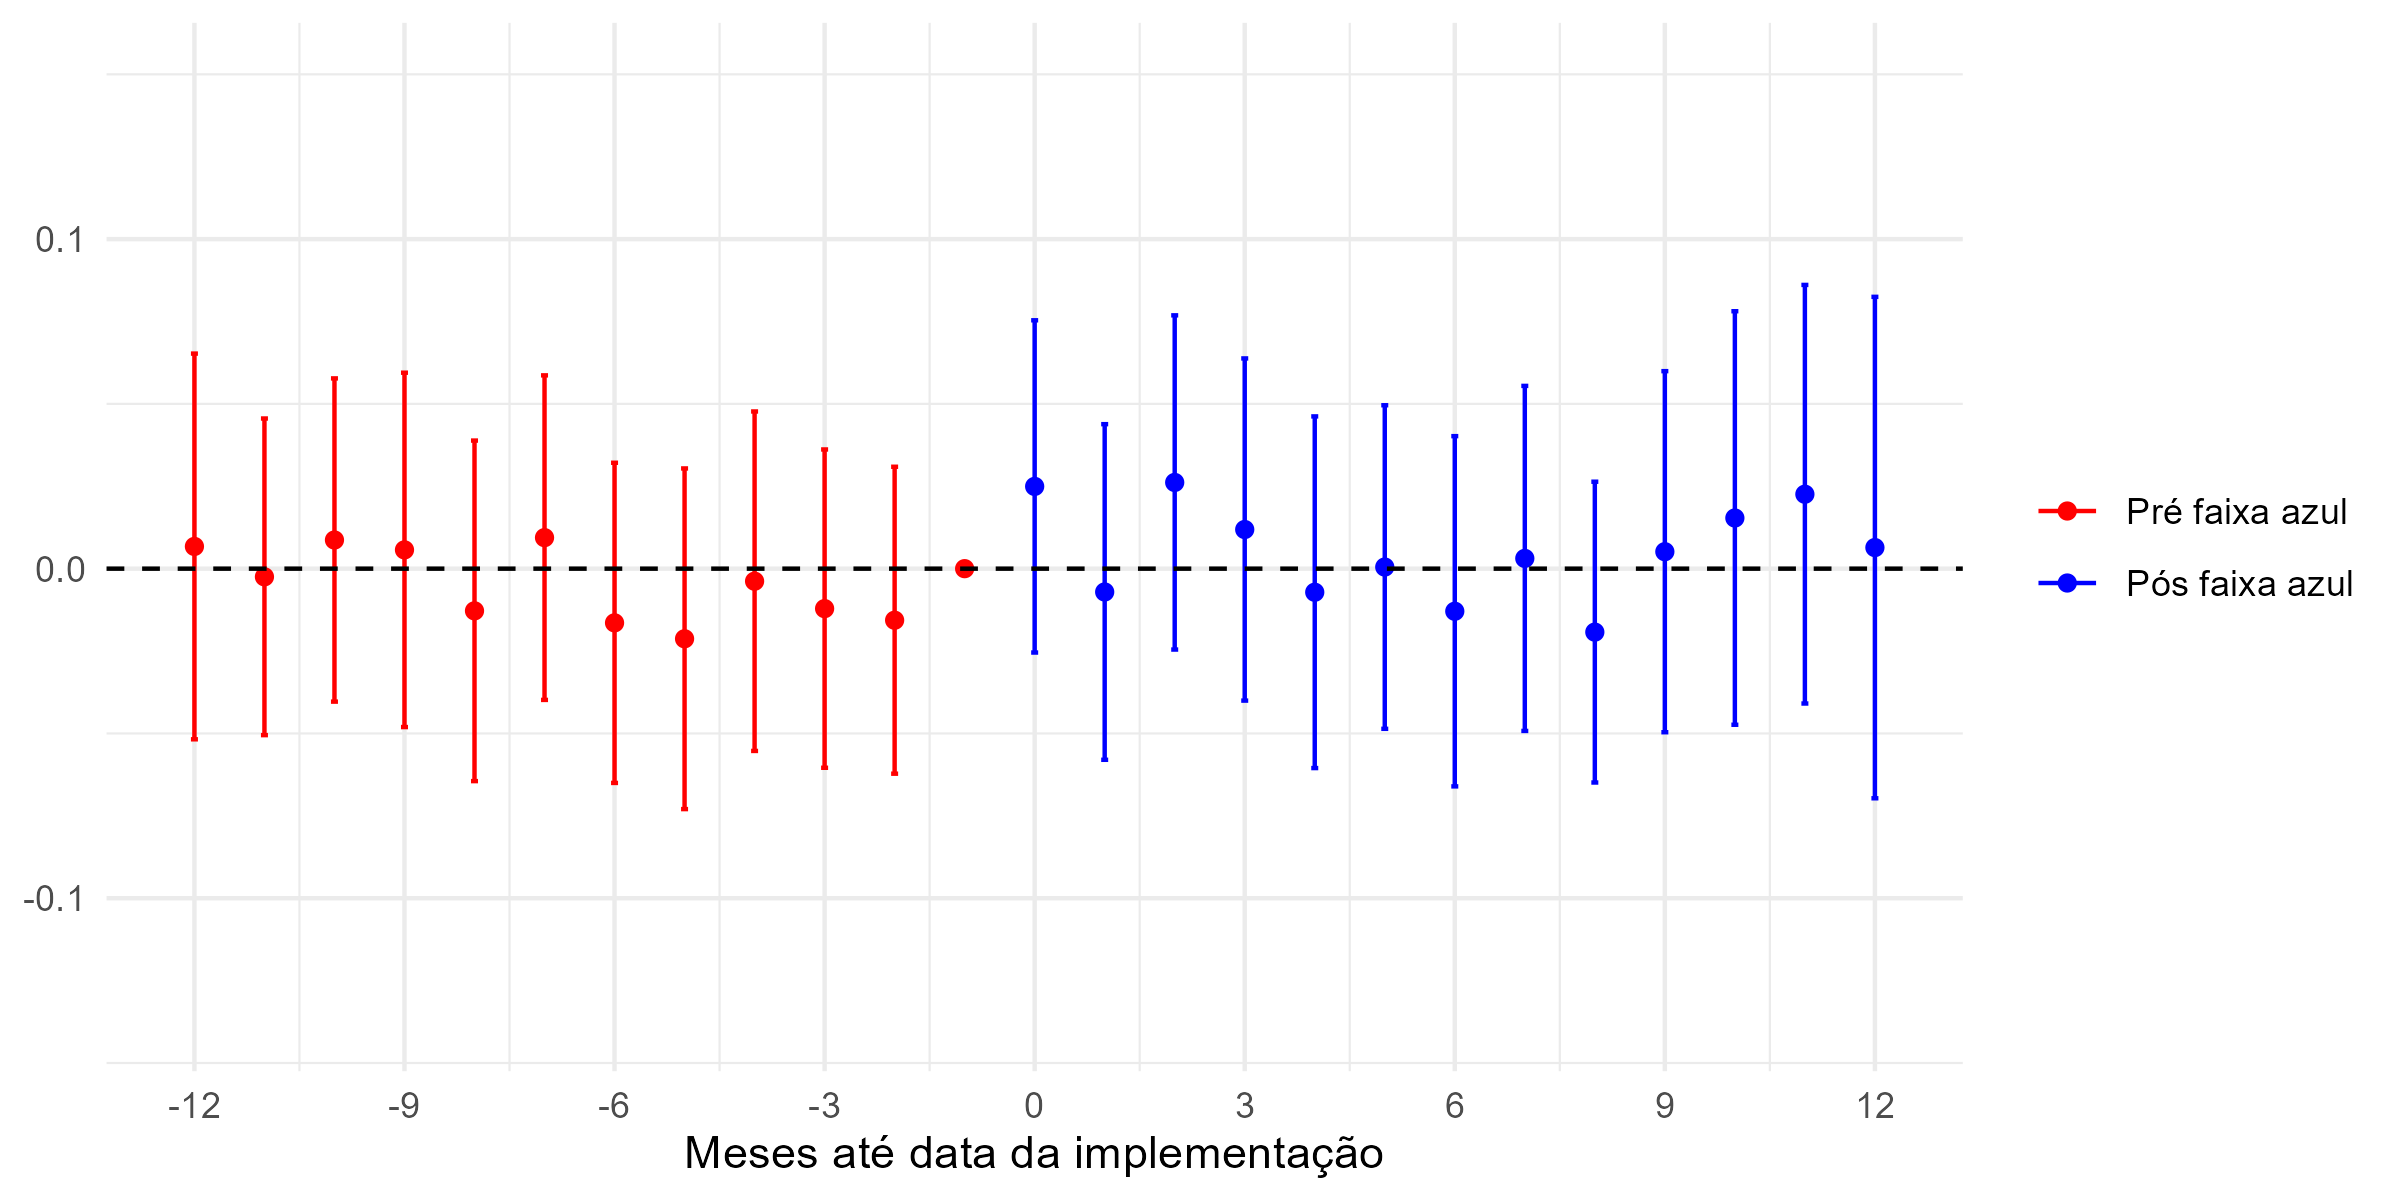 0.1
0.0
-0.1
-12 -9 -6 -3 0 3 6 9 12
Meses até data da implementação
Pré faixa azul
Pós faixa azul